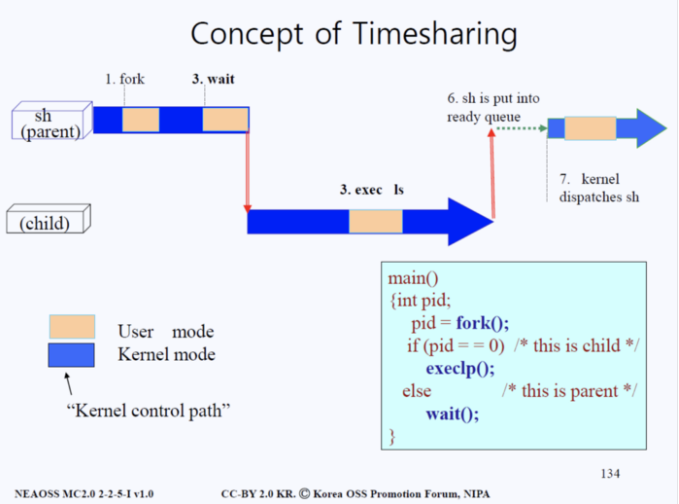 Concept of Timesharing
1. fork
3. wait
6. sh is put into
ready queue
sh
(parent)
7. kernel
dispatches sh
3. exec ls
(child)
main()
{int pid;
pid = fork();
if (pid = = 0) /* this is child */
execlp();
else /* this is parent */
wait();
}
User mode
Kernel mode
“Kernel control path”
134
NEAOSS MC2.0 2-2-5-I v1.0
CC-BY 2.0 KR. Ⓒ Korea OSS Promotion Forum, NIPA